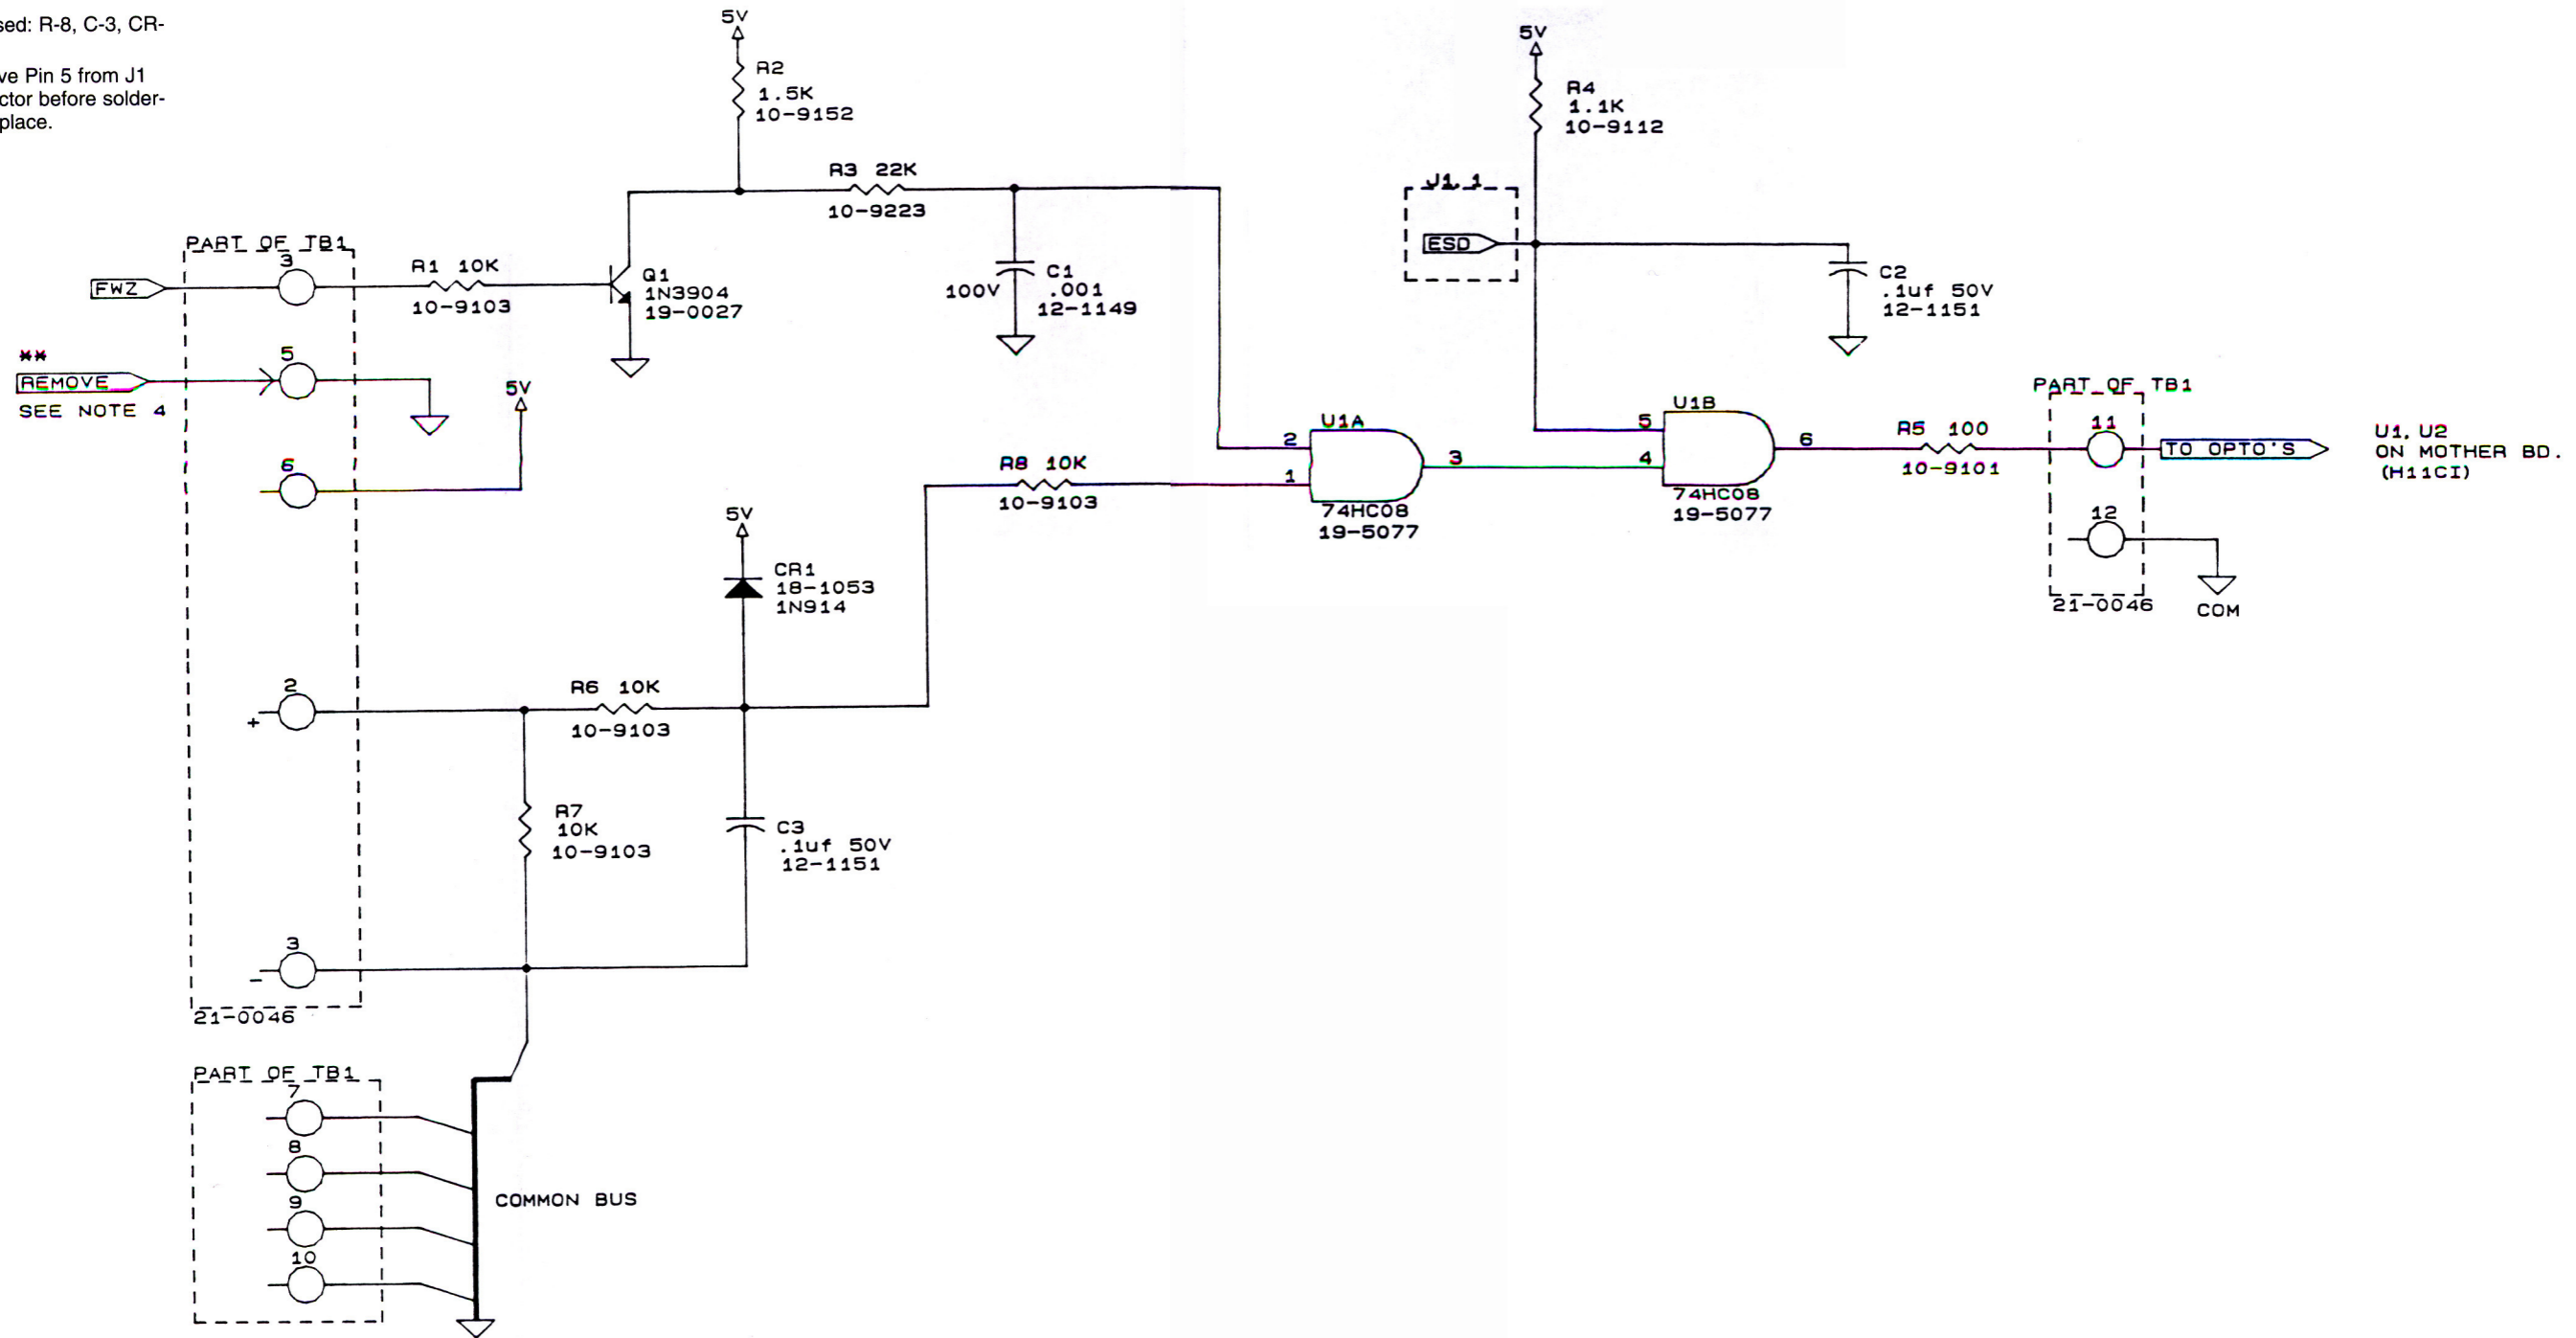 sed: R-8, C-3, CR-
ve Pin 5 from J1
ctor before solder-
place.
5V
R2
1.5K
10-9152
5V
R4
1.1K
10-9112
R3 22K
10-9223
J1.1
ESD
PART OF TB1
3
FWZ
R1 10K
10-9103
Q1
1N3904
19-0027
C1
100V .001
12-1149
C2
.1uf 50V
12-1151
**
REMOVE
SEE NOTE 4
5
5V
6
PART OF TB1
U1A
2
1
3
74HC08
19-5077
U1B
5
4
6
74HC08
19-5077
R5 100
10-9101
11
TO OPTO'S
U1, U2
ON MOTHER BD.
(H11CI)
12
21-0046
COM
R8 10K
10-9103
5V
CR1
18-1053
1N914
2
+
R6 10K
10-9103
R7
10K
10-9103
C3
.1uf 50V
12-1151
3
-
21-0046
PART OF TB1
7
8
9
10
COMMON BUS